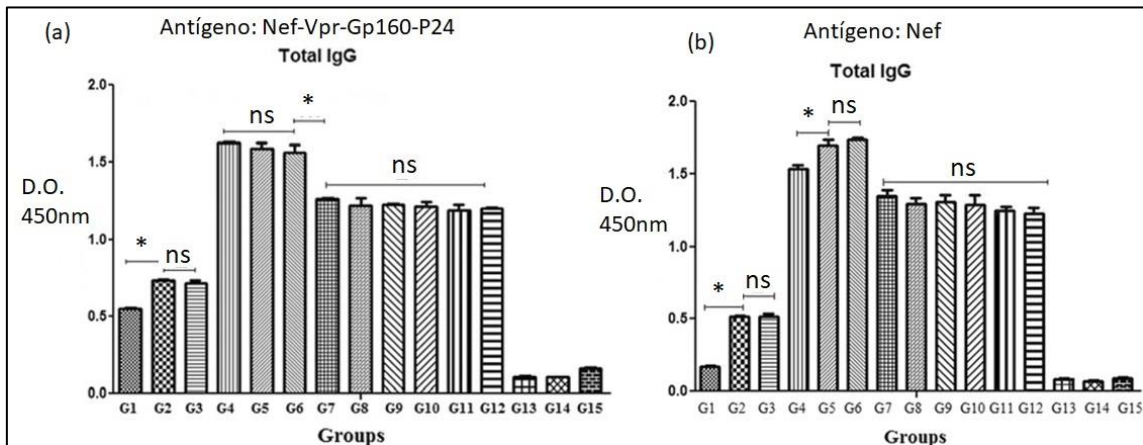 (a)
Antígeno: Nef-Vpr-Gp160-P24
Total IgG
2.0
1.5
1.0
0.5
0.0
D.O.
450nm
*
ns
ns
*
ns
G1 G2 G3 G4 G5 G6 G7 G8 G9 G10 G11 G12 G13 G14 G15
Groups
(b)
Antígeno: Nef
Total IgG
2.0
1.5
1.0
0.5
0.0
D.O.
450nm
*
ns
*
ns
ns
G1 G2 G3 G4 G5 G6 G7 G8 G9 G10 G11 G12 G13 G14 G15
Groups